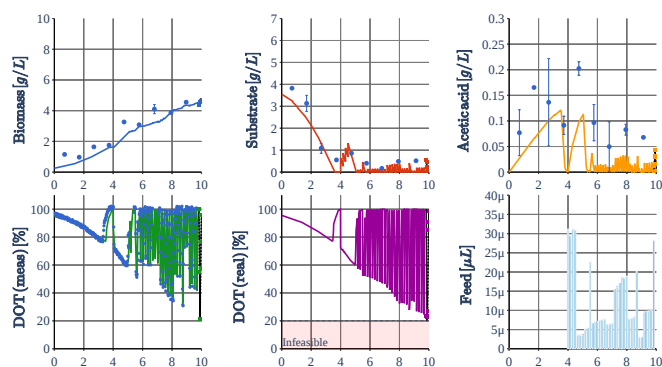 Biomass [g/L]
10
8
6
4
2
0
0 2 4 6 8 10
Substrate [g/L]
7
6
5
4
3
2
1
0
0 2 4 6 8 10
Acetic acid [g/L]
0.3
0.25
0.2
0.15
0.1
0.05
0
0 2 4 6 8 10
DOT (meas) [%]
100
80
60
40
20
0
0 2 4 6 8 10
DOT (real) [%]
100
80
60
40
20
0
Infeasible
0 2 4 6 8 10
Feed [μL]
40μ
35μ
30μ
25μ
20μ
15μ
10μ
5μ
0
0 2 4 6 8 10